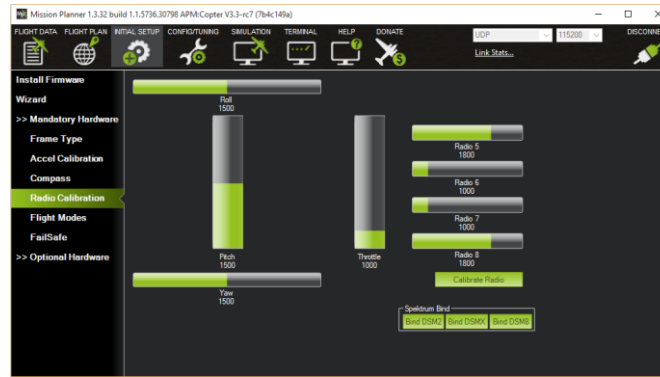 Mission Planner 1.3.32 build 1.1.5736.30798 APM:Copter V3.3-rc7 (7b4c149a)
FLIGHT DATA FLIGHT PLAN INITIAL SETUP CONFIG/TUNING SIMULATION TERMINAL HELP DONATE UDP 115200 DISCONNE
Link Stats...
Install Firmware
Wizard
>> Mandatory Hardware
Frame Type
Accel Calibration
Compass
Radio Calibration
Flight Modes
FailSafe
>> Optional Hardware
Roll
1500
Pitch
1500
Throttle
1000
Yaw
1500
Radio 5
1800
Radio 6
1000
Radio 7
1000
Radio 8
1800
Calibrate Radio
Spektrum Bind
Bind DSM2 Bind DSMX Bind DSM8